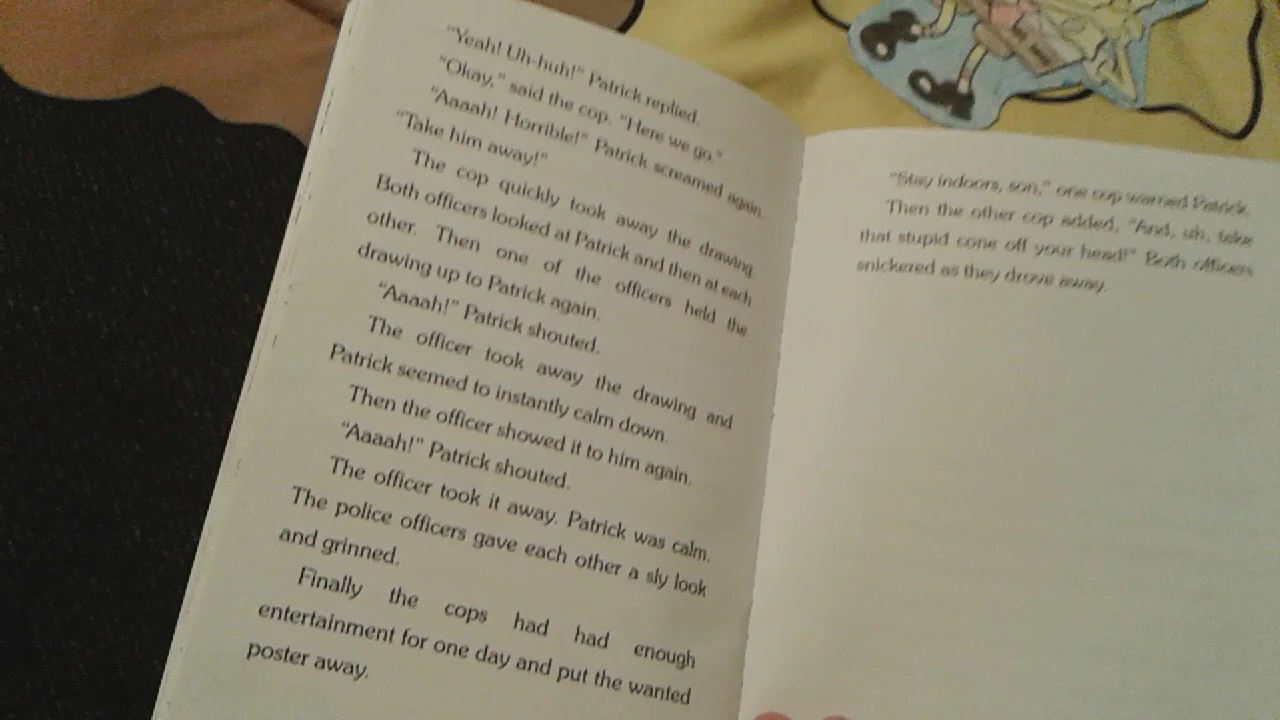 "Yeah! Uh-huh!" Patrick replied.
"Okay," said the cop. "Here we go."
"Aaaah! Horrible!" Patrick screamed again.
"Take him away!"
The cop quickly took away the drawing
Both officers looked at Patrick and then at each
other. Then one of the officers held the
drawing up to Patrick again.
"Aaaah!" Patrick shouted.
The officer took away the drawing and
Patrick seemed to instantly calm down.
Then the officer showed it to him again.
"Aaaah!" Patrick shouted.
The officer took it away. Patrick was calm.
The police officers gave each other a sly look
and grinned.
Finally the cops had had enough
entertainment for one day and put the wanted
poster away.
"Stay indoors, son," one cop warned Patrick.
Then the other cop added, "And, uh, take
that stupid cone off your head!" Both officers
snickered as they drove away.